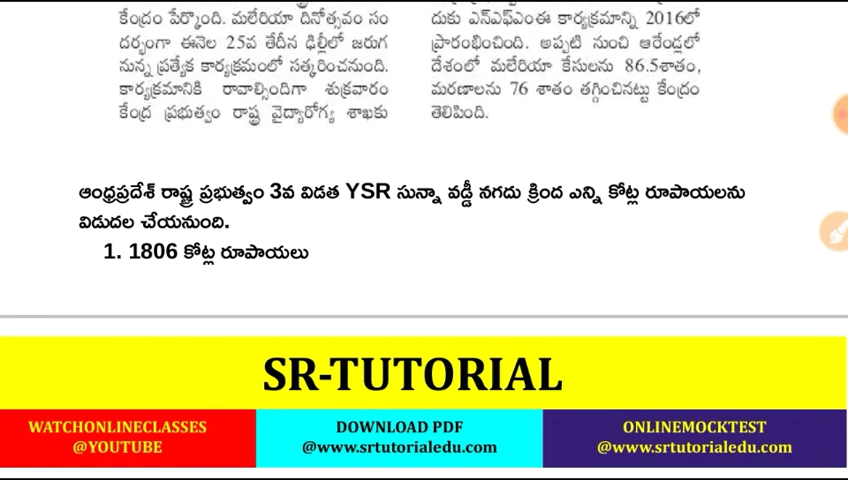 కేంద్రం పేర్కొంది. మలేరియా దినోత్సవం సం
దర్భంగా ఈనెల 25వ తేదీన ఢిల్లీలో జరుగ
నున్న ప్రత్యేక కార్యక్రమంలో సత్కరించనుంది.
కార్యక్రమానికి రావాల్సిందిగా శుక్రవారం
కేంద్ర ప్రభుత్వం రాష్ట్ర వైద్యారోగ్య శాఖకు
దుకు ఎన్ఎఫ్ఎంఈ కార్యక్రమాన్ని 2016లో
ప్రారంభించింది. అప్పటి నుంచి ఆరేండ్లలో
దేశంలో మలేరియా కేసులను 86.5శాతం,
మరణాలను 76 శాతం తగ్గించినట్టు కేంద్రం
తెలిపింది.
ఆంధ్రప్రదేశ్ రాష్ట్ర ప్రభుత్వం 3వ విడత YSR సున్నా వడ్డీ నగదు క్రింద ఎన్ని కోట్ల రూపాయలను
విడుదల చేయనుంది.
1. 1806 కోట్ల రూపాయలు
SR-TUTORIAL
WATCHONLINECLASSES
@YOUTUBE
DOWNLOAD PDF
@www.srtutorialedu.com
ONLINEMOCKTEST
@www.srtutorialedu.com